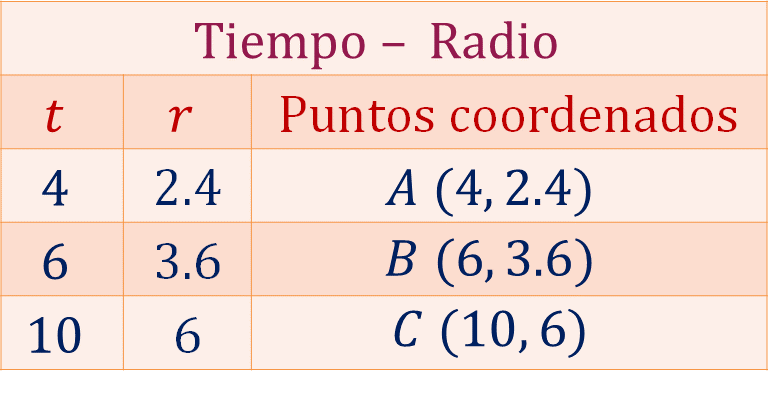 Tiempo – Radio
t r Puntos coordenados
4 2.4 A (4, 2.4)
6 3.6 B (6, 3.6)
10 6 C (10, 6)